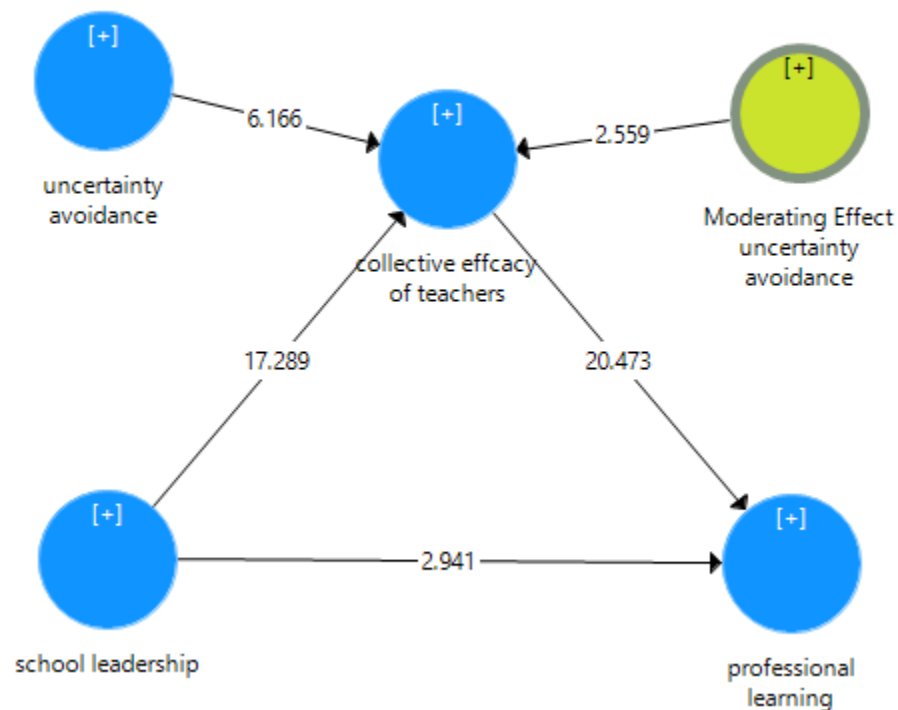 [+]
[+]
[+]
6.166
2.559
uncertainty
avoidance
Moderating Effect
uncertainty
avoidance
collective effcacy
of teachers
17.289
20.473
[+]
[+]
2.941
school leadership
professional
learning